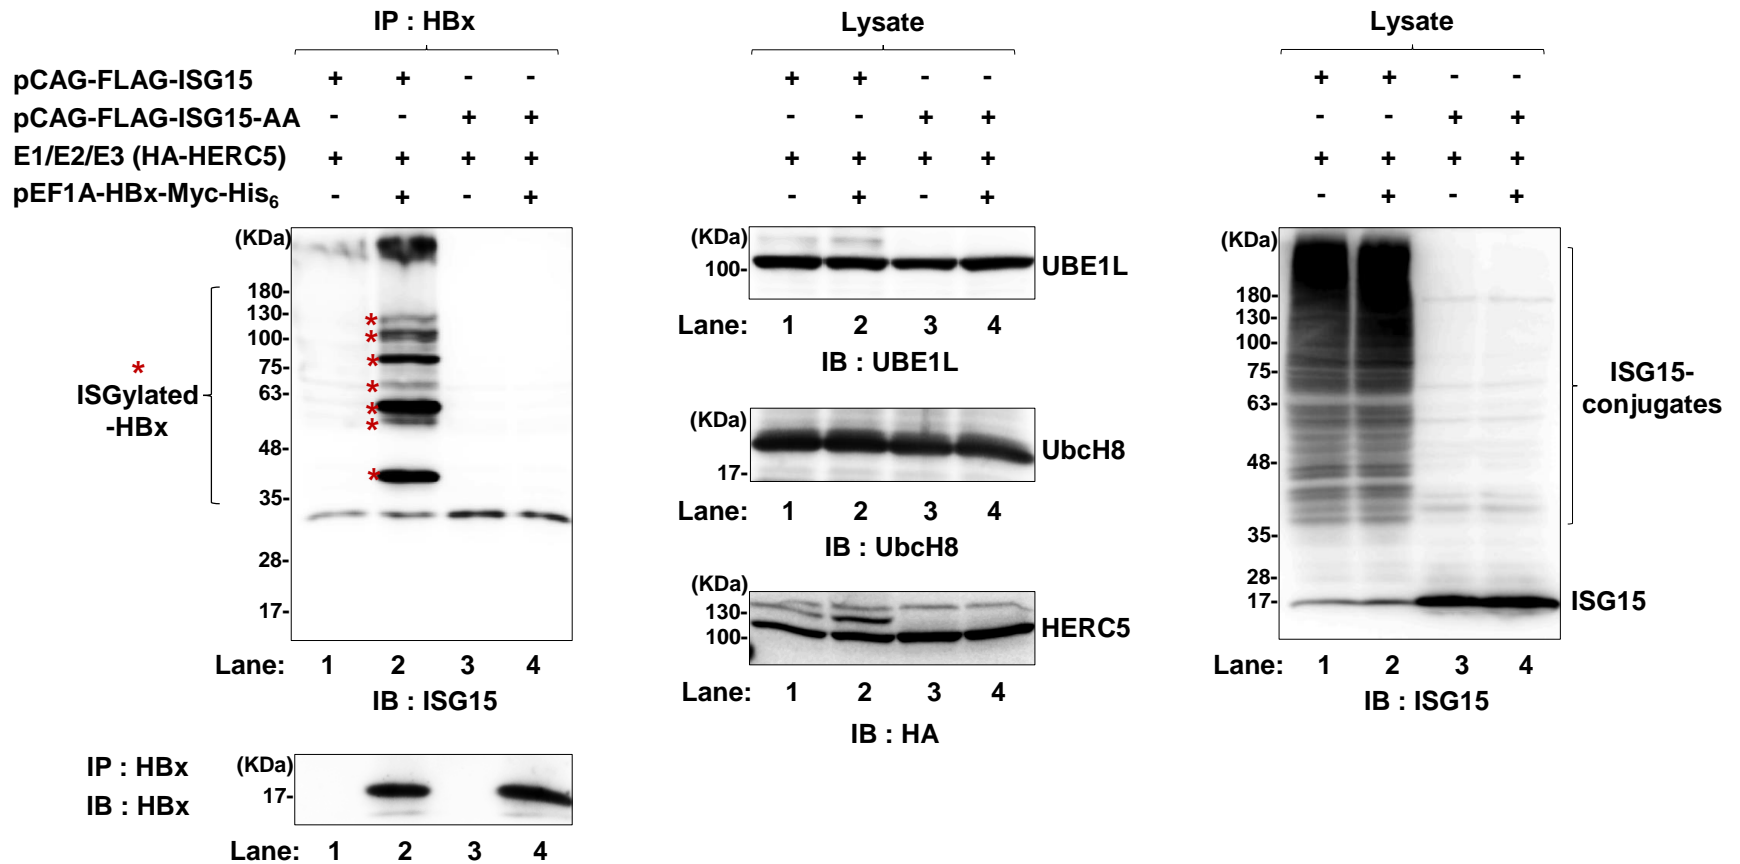 IP : HBx
Lysate
Lysate
pCAG-FLAG-ISG15 + + - - + + - - + + - -
pCAG-FLAG-ISG15-AA - - + + - - + + - - + +
E1/E2/E3 (HA-HERC5) + + + + + + + + + + + +
pEF1A-HBx-Myc-His6 - + - + - + - + - + - +
(KDa)
180-
130-
100-
75-
63-
48-
35-
28-
17-
* * * * * * *
*
ISGylated
-HBx
Lane: 1 2 3 4
IB : ISG15
IP : HBx
IB : HBx
(KDa)
17-
Lane: 1 2 3 4
(KDa)
100-
UBE1L
Lane: 1 2 3 4
IB : UBE1L
(KDa)
17-
UbcH8
Lane: 1 2 3 4
IB : UbcH8
(KDa)
130-
100-
HERC5
Lane: 1 2 3 4
IB : HA
(KDa)
180-
130-
100-
75-
63-
48-
35-
28-
17-
ISG15-
conjugates
ISG15
Lane: 1 2 3 4
IB : ISG15